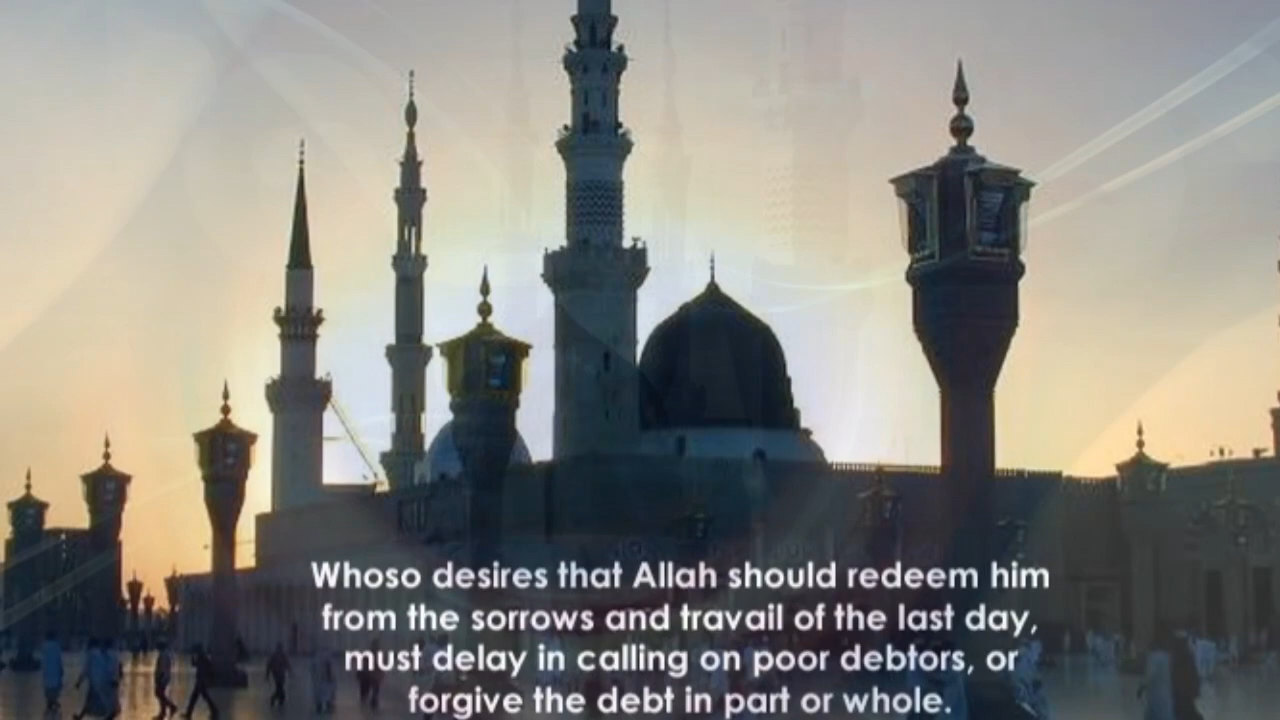 Whoso desires that Allah should redeem him
from the sorrows and travail of the last day,
must delay in calling on poor debtors, or
forgive the debt in part or whole.